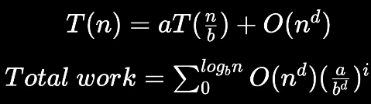 T(n) = aT(n/b) + O(n^d)
Total work = ∑_0^{log_b n} O(n^d)(a/b^d)^i